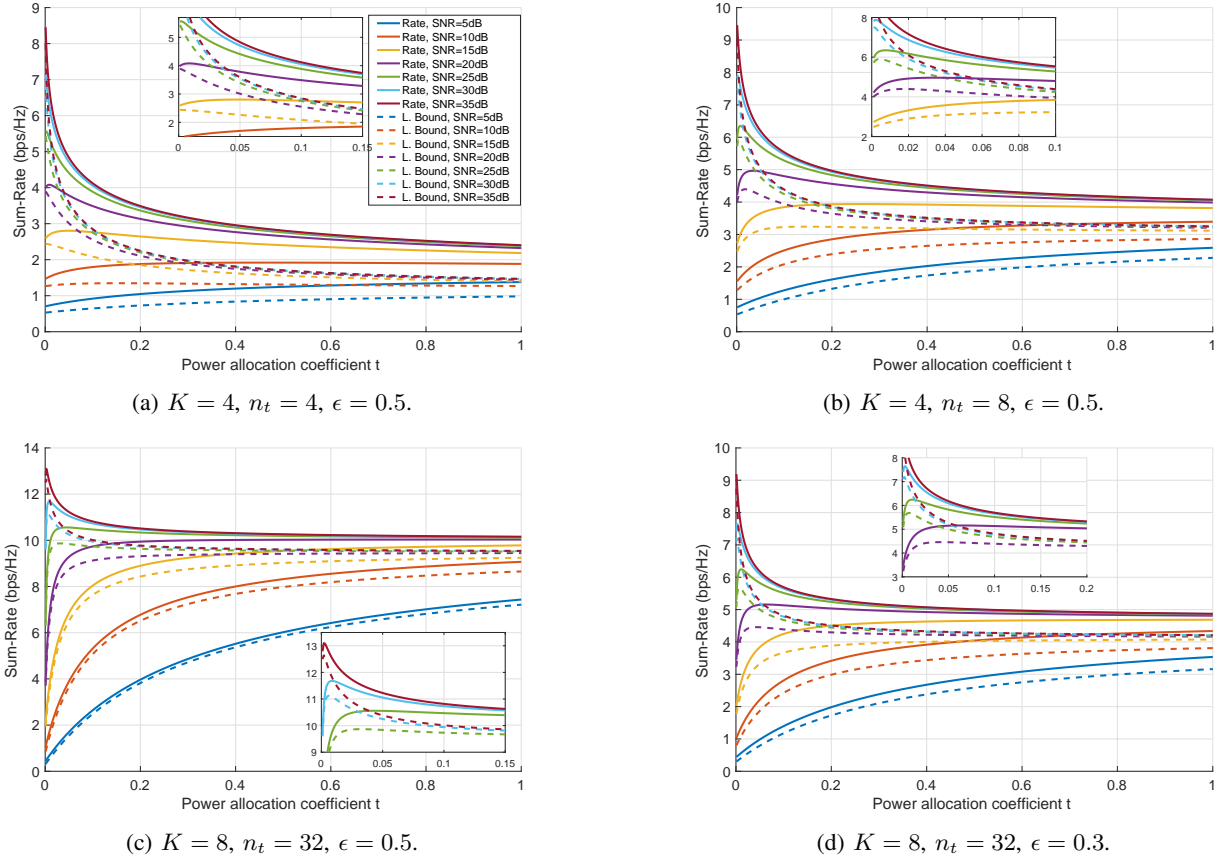 9
8
7
6
5
4
3
2
1
0
Sum-Rate (bps/Hz)
5
4
3
2
0
0.05
0.1
0.15
Rate, SNR=5dB
Rate, SNR=10dB
Rate, SNR=15dB
Rate, SNR=20dB
Rate, SNR=25dB
Rate, SNR=30dB
Rate, SNR=35dB
L. Bound, SNR=5dB
L. Bound, SNR=10dB
L. Bound, SNR=15dB
L. Bound, SNR=20dB
L. Bound, SNR=25dB
L. Bound, SNR=30dB
L. Bound, SNR=35dB
0 0.2 0.4 0.6 0.8 1
Power allocation coefficient t
(a) K = 4, n_t = 4, ϵ = 0.5.
10
9
8
7
6
5
4
3
2
1
0
Sum-Rate (bps/Hz)
8
6
4
2
0 0.02 0.04 0.06 0.08 0.1
0 0.2 0.4 0.6 0.8 1
Power allocation coefficient t
(b) K = 4, n_t = 8, ϵ = 0.5.
14
12
10
8
6
4
2
0
Sum-Rate (bps/Hz)
13
12
11
10
9
0 0.05 0.1 0.15
0 0.2 0.4 0.6 0.8 1
Power allocation coefficient t
(c) K = 8, n_t = 32, ϵ = 0.5.
10
9
8
7
6
5
4
3
2
1
0
Sum-Rate (bps/Hz)
8
7
6
5
4
3
0 0.05 0.1 0.15 0.2
0 0.2 0.4 0.6 0.8 1
Power allocation coefficient t
(d) K = 8, n_t = 32, ϵ = 0.3.